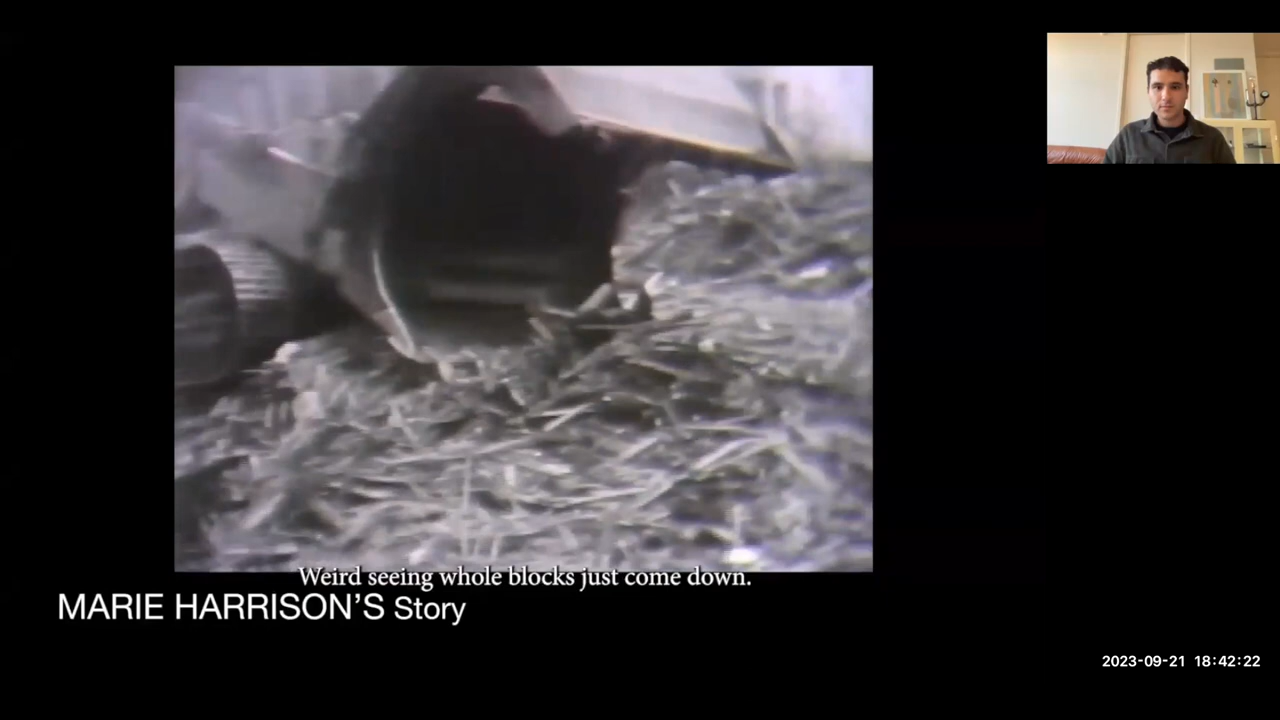 Weird seeing whole blocks just come down.
MARIE HARRISON'S Story
2023-09-21 18:42:22